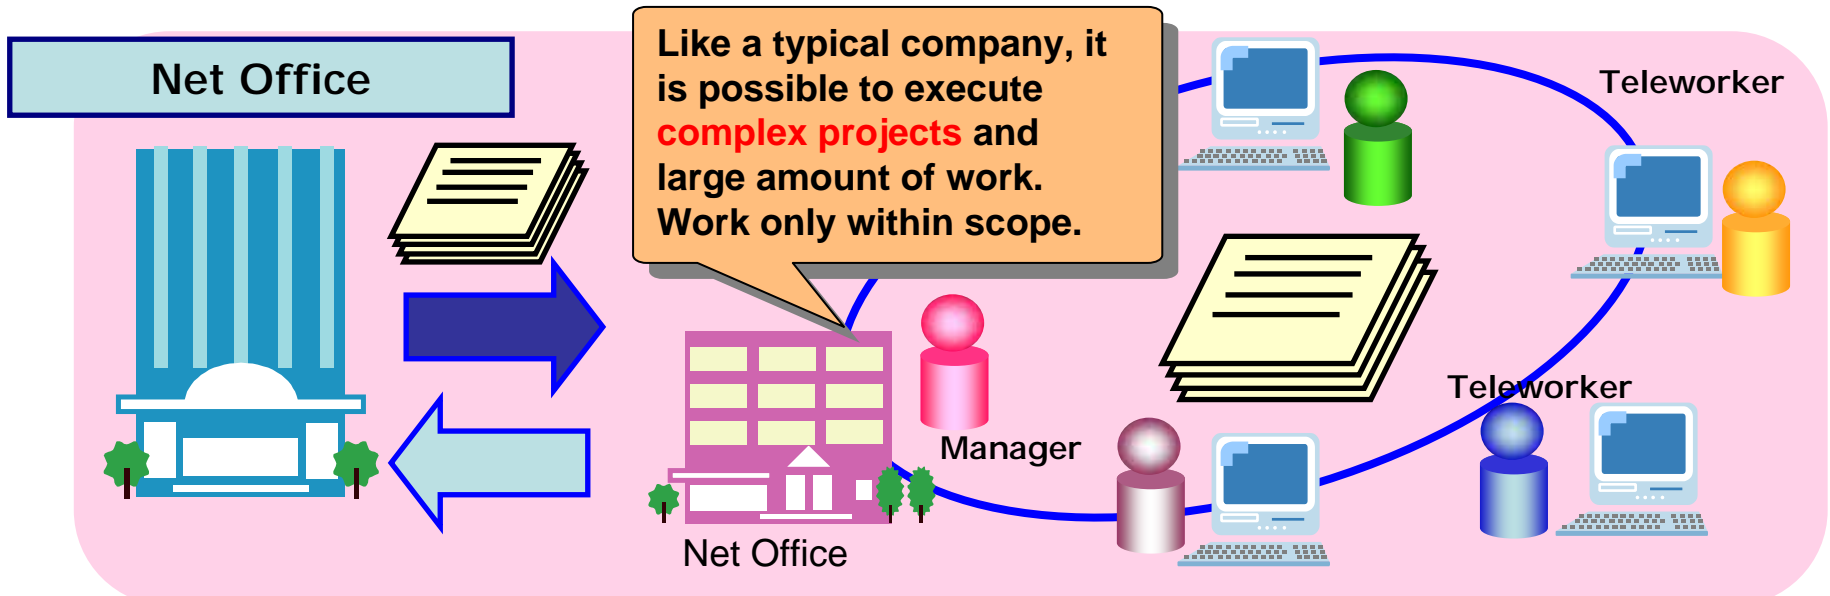 Net Office
Like a typical company, it
is possible to execute
complex projects and
large amount of work.
Work only within scope.
Teleworker
Teleworker
Manager
Net Office